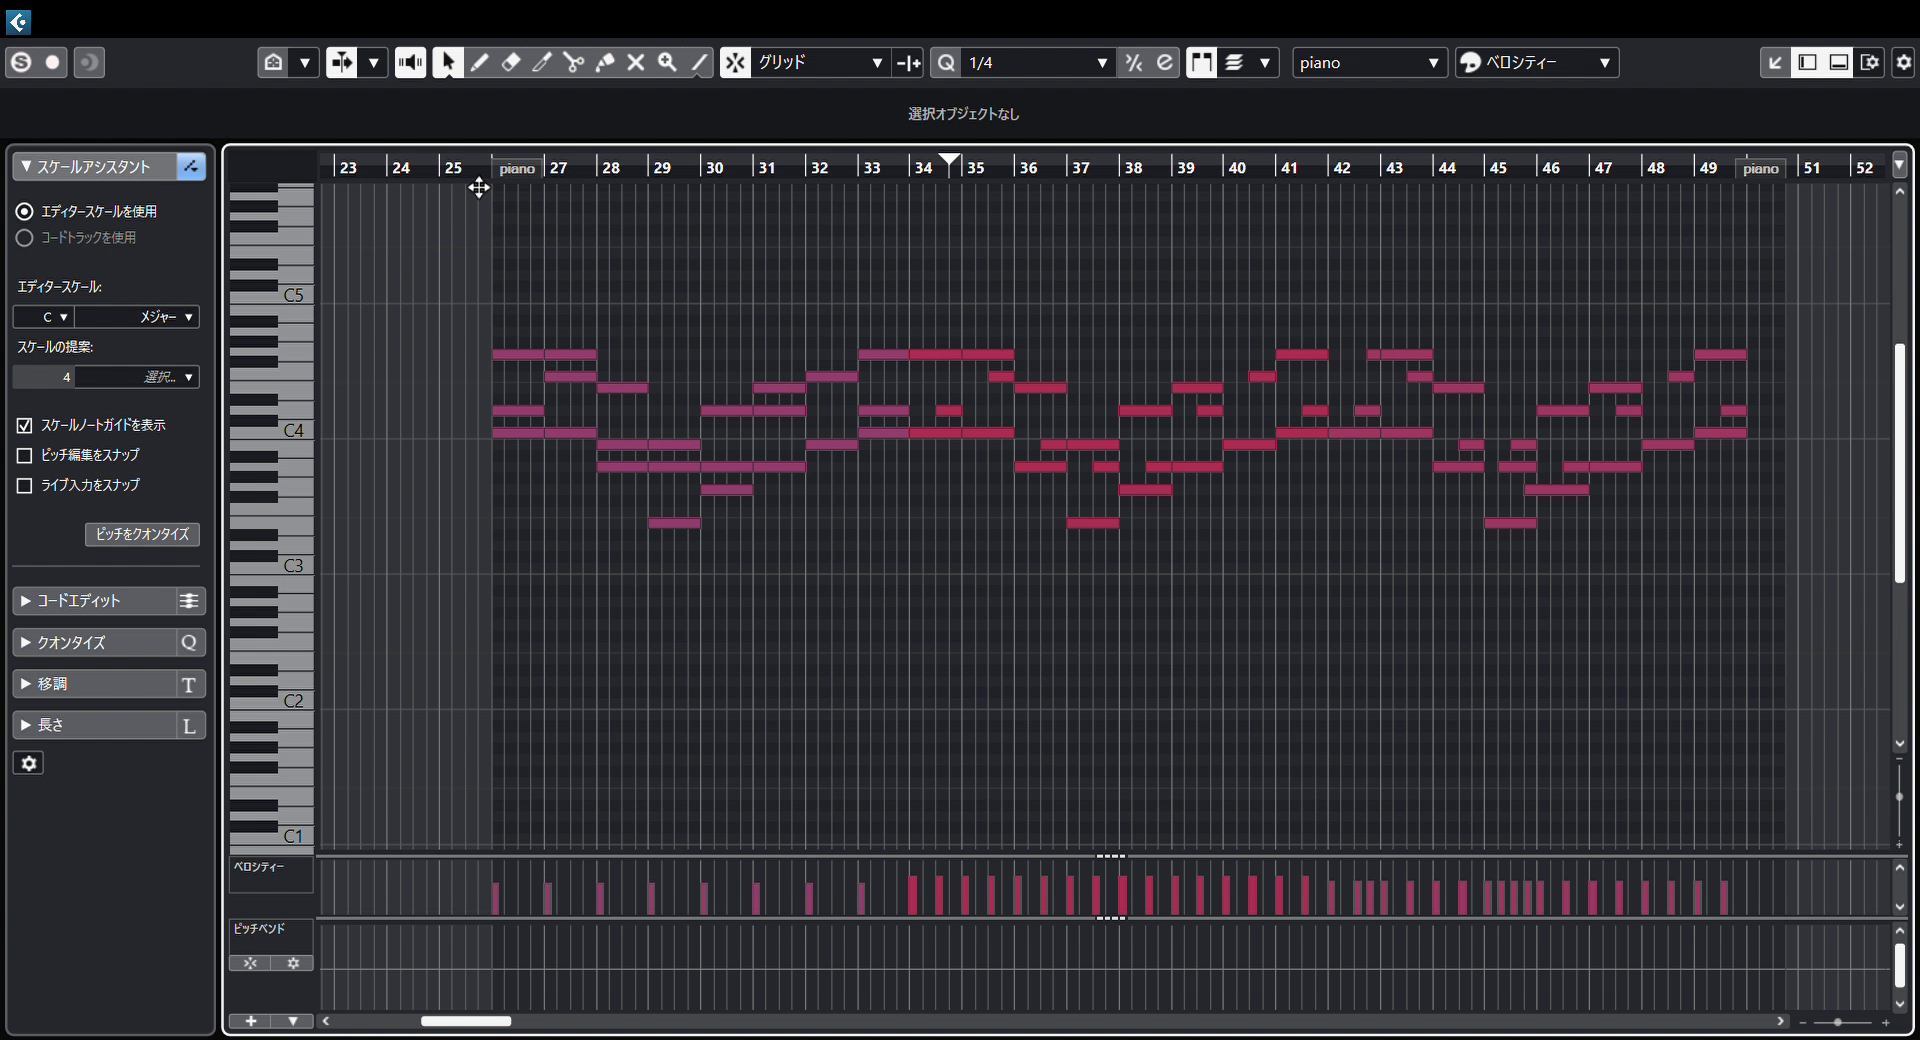 グリッド 1/4 piano ベロシティー
選択オブジェクトなし
スケールアシスタント
エディタースケールを使用
コードトラックを使用
エディタースケール:
C メジャー
スケールの提案:
4 選択...
スケールノートガイドを表示
ピッチ編集をスナップ
ライブ入力をスナップ
ピッチをクオンタイズ
コードエディット
クオンタイズ Q
移調 T
長さ L
23 24 25 piano 27 28 29 30 31 32 33 34 35 36 37 38 39 40 41 42 43 44 45 46 47 48 49 piano 51 52
C5
C4
C3
C2
C1
ベロシティー
ピッチベンド